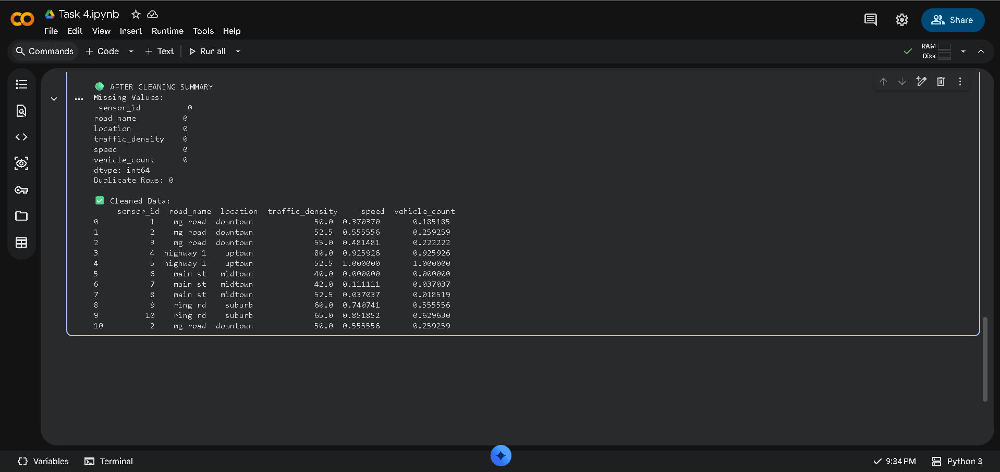 Task 4.ipynb
File Edit View Insert Runtime Tools Help
Share
Commands + Code + Text Run all
RAM
Disk
AFTER CLEANING SUMMARY
... Missing Values:
sensor_id 0
road_name 0
location 0
traffic_density 0
speed 0
vehicle_count 0
dtype: int64
Duplicate Rows: 0
Cleaned Data:
sensor_id road_name location traffic_density speed vehicle_count
0 1 mg road downtown 50.0 0.370370 0.185185
1 2 mg road downtown 52.5 0.555556 0.259259
2 3 mg road downtown 55.0 0.481481 0.222222
3 4 highway 1 uptown 80.0 0.925926 0.925926
4 5 highway 1 uptown 52.5 1.000000 1.000000
5 6 main st midtown 40.0 0.000000 0.000000
6 7 main st midtown 42.0 0.111111 0.037037
7 8 main st midtown 52.5 0.037037 0.018519
8 9 ring rd suburb 60.0 0.740741 0.555556
9 10 ring rd suburb 65.0 0.851852 0.629630
10 2 mg road downtown 50.0 0.555556 0.259259
Variables Terminal 9:34 PM Python 3